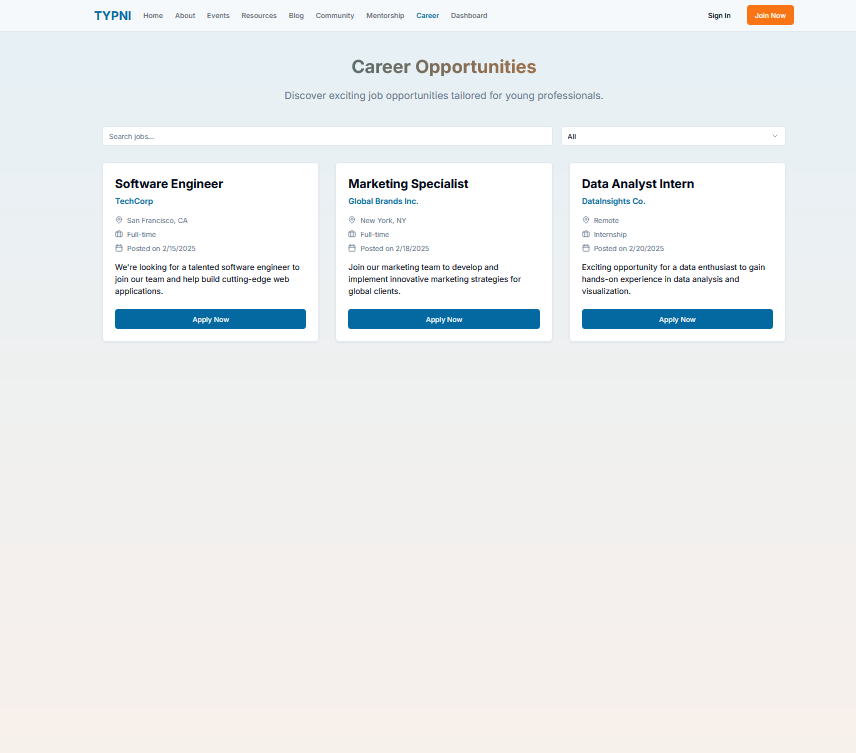 TYPNI Home About Events Resources Blog Community Mentorship Career Dashboard Sign In Join Now
Career Opportunities
Discover exciting job opportunities tailored for young professionals.
Search jobs...
All
Software Engineer
TechCorp
San Francisco, CA
Full-time
Posted on 2/15/2025
We're looking for a talented software engineer to
join our team and help build cutting-edge web
applications.
Apply Now
Marketing Specialist
Global Brands Inc.
New York, NY
Full-time
Posted on 2/18/2025
Join our marketing team to develop and
implement innovative marketing strategies for
global clients.
Apply Now
Data Analyst Intern
DataInsights Co.
Remote
Internship
Posted on 2/20/2025
Exciting opportunity for a data enthusiast to gain
hands-on experience in data analysis and
visualization.
Apply Now